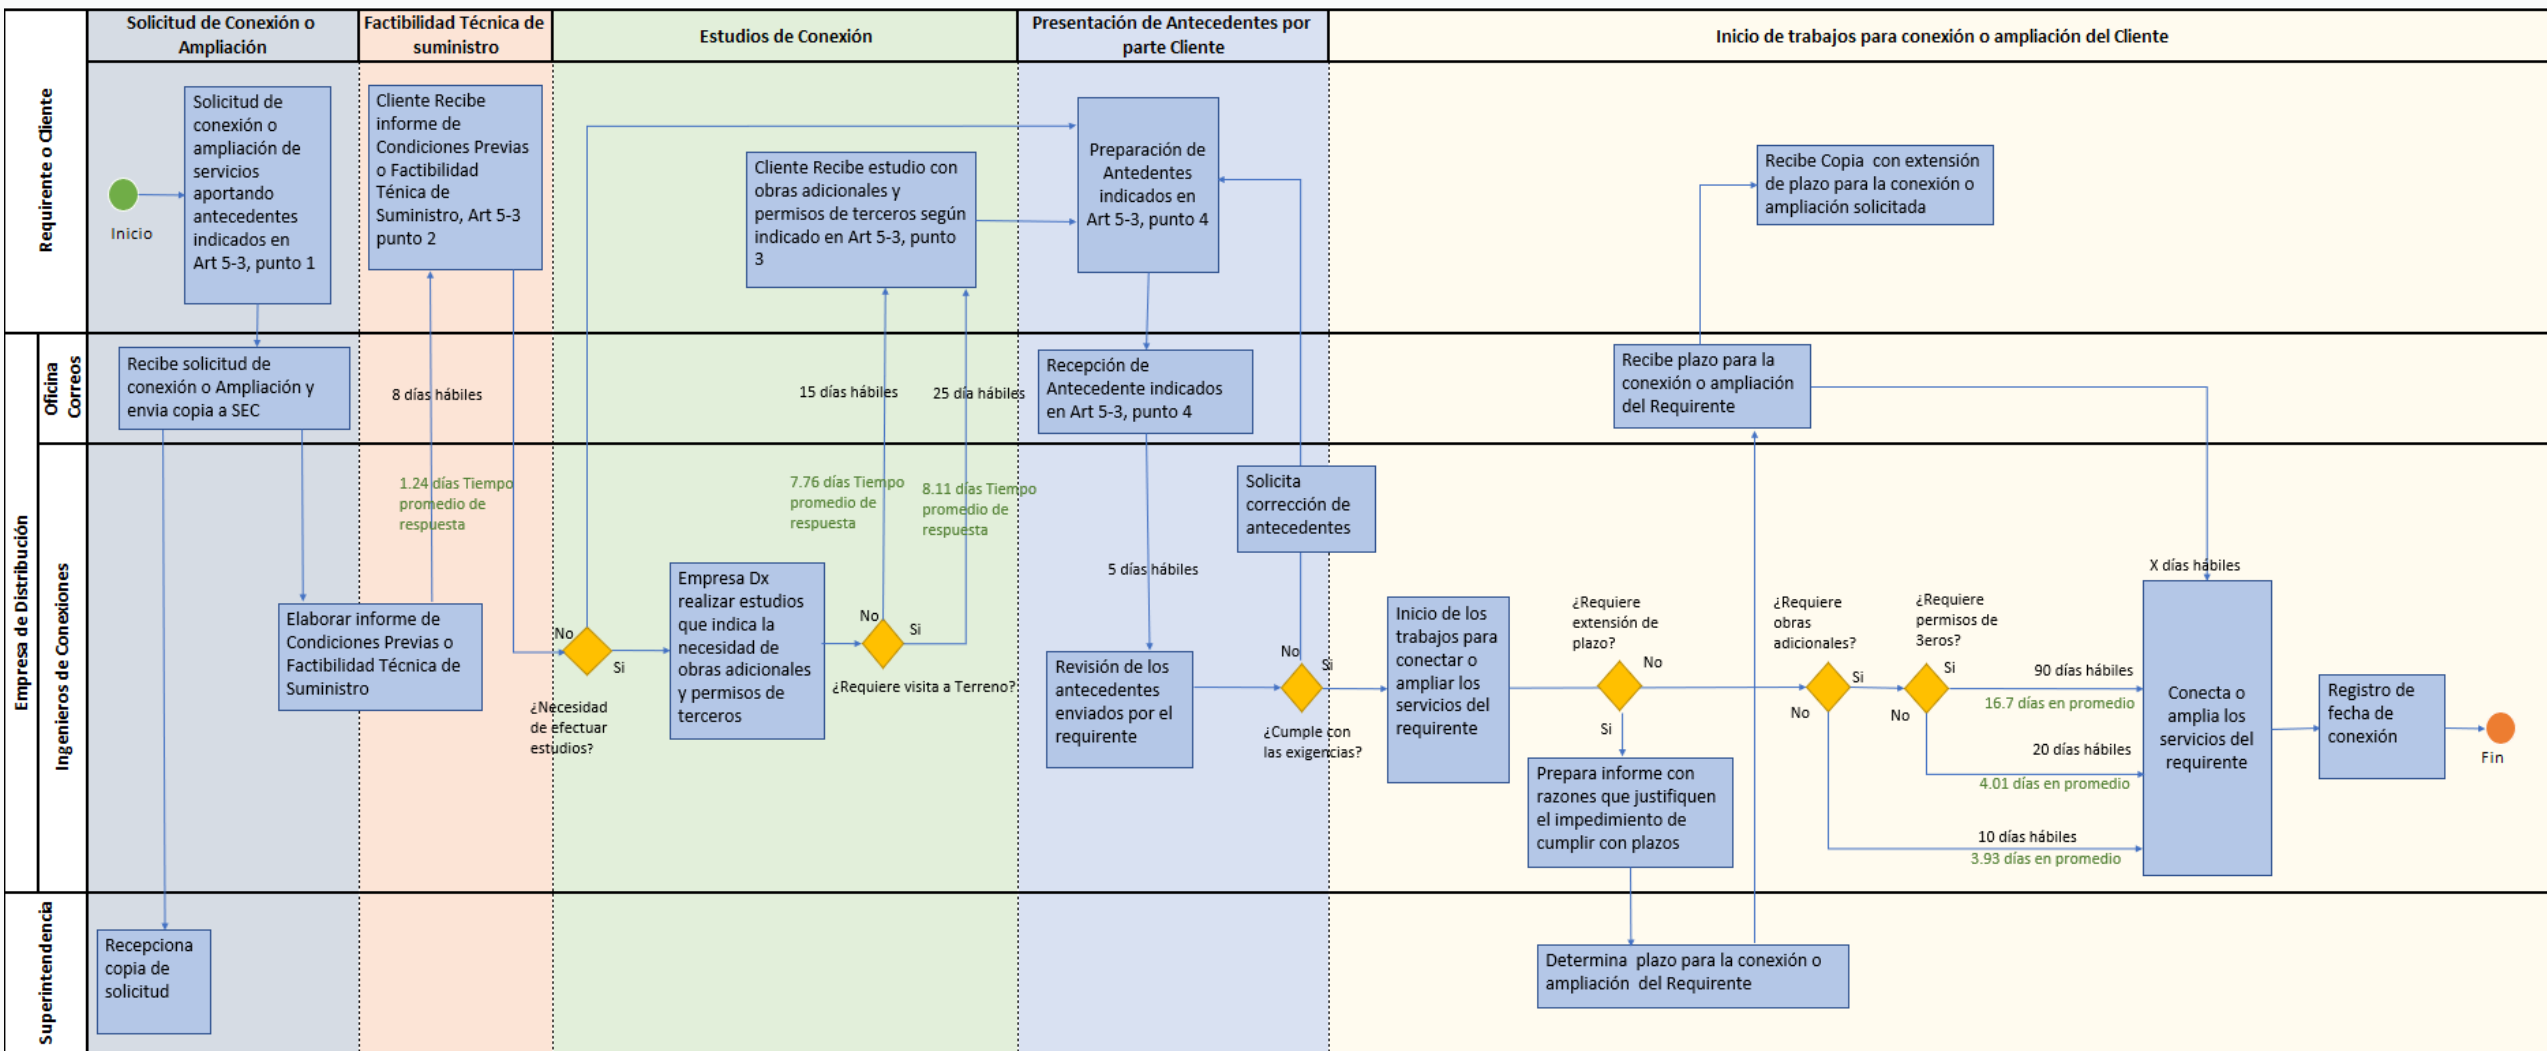 Solicitud de Conexión o
Ampliación
Factibilidad Técnica de
suministro
Estudios de Conexión
Presentación de Antecedentes por
parte Cliente
Inicio de trabajos para conexión o ampliación del Cliente
Requirente o Cliente
Inicio
Solicitud de
conexión o
ampliación de
servicios
aportando
antecedentes
indicados en
Art 5-3, punto 1
Cliente Recibe
informe de
Condiciones Previas
o Factibilidad
Ténica de
Suministro, Art 5-3
punto 2
Cliente Recibe estudio con
obras adicionales y
permisos de terceros según
indicado en Art 5-3, punto
3
Preparación de
Antedentes
indicados en
Art 5-3, punto 4
Recibe Copia con extensión
de plazo para la conexión o
ampliación solicitada
Empresa de Distribución
Oficina
Correos
Recibe solicitud de
conexión o Ampliación y
envia copia a SEC
8 días hábiles
15 días hábiles
25 día hábiles
Recepción de
Antecedente indicados
en Art 5-3, punto 4
Recibe plazo para la
conexión o ampliación
del Requirente
Ingenieros de Conexiones
1.24 días Tiempo
promedio de
respuesta
7.76 días Tiempo
promedio de
respuesta
8.11 días Tiempo
promedio de
respuesta
Solicita
corrección de
antecedentes
5 días hábiles
X días hábiles
Elaborar informe de
Condiciones Previas o
Factibilidad Técnica de
Suministro
No
Si
¿Necesidad
de efectuar
estudios?
Empresa Dx
realizar estudios
que indica la
necesidad de
obras adicionales
y permisos de
terceros
No
Si
¿Requiere visita a Terreno?
Revisión de los
antecedentes
enviados por el
requirente
No
Si
¿Cumple con
las exigencias?
Inicio de los
trabajos para
conectar o
ampliar los
servicios del
requirente
¿Requiere
extensión de
plazo?
No
Si
Prepara informe con
razones que justifiquen
el impedimiento de
cumplir con plazos
¿Requiere
obras
adicionales?
Si
No
¿Requiere
permisos de
3eros?
Si
No
90 días hábiles
16.7 días en promedio
20 días hábiles
4.01 días en promedio
10 días hábiles
3.93 días en promedio
Conecta o
amplia los
servicios del
requirente
Registro de
fecha de
conexión
Fin
Superintendencia
Recepciona
copia de
solicitud
Determina plazo para la conexión o
ampliación del Requirente